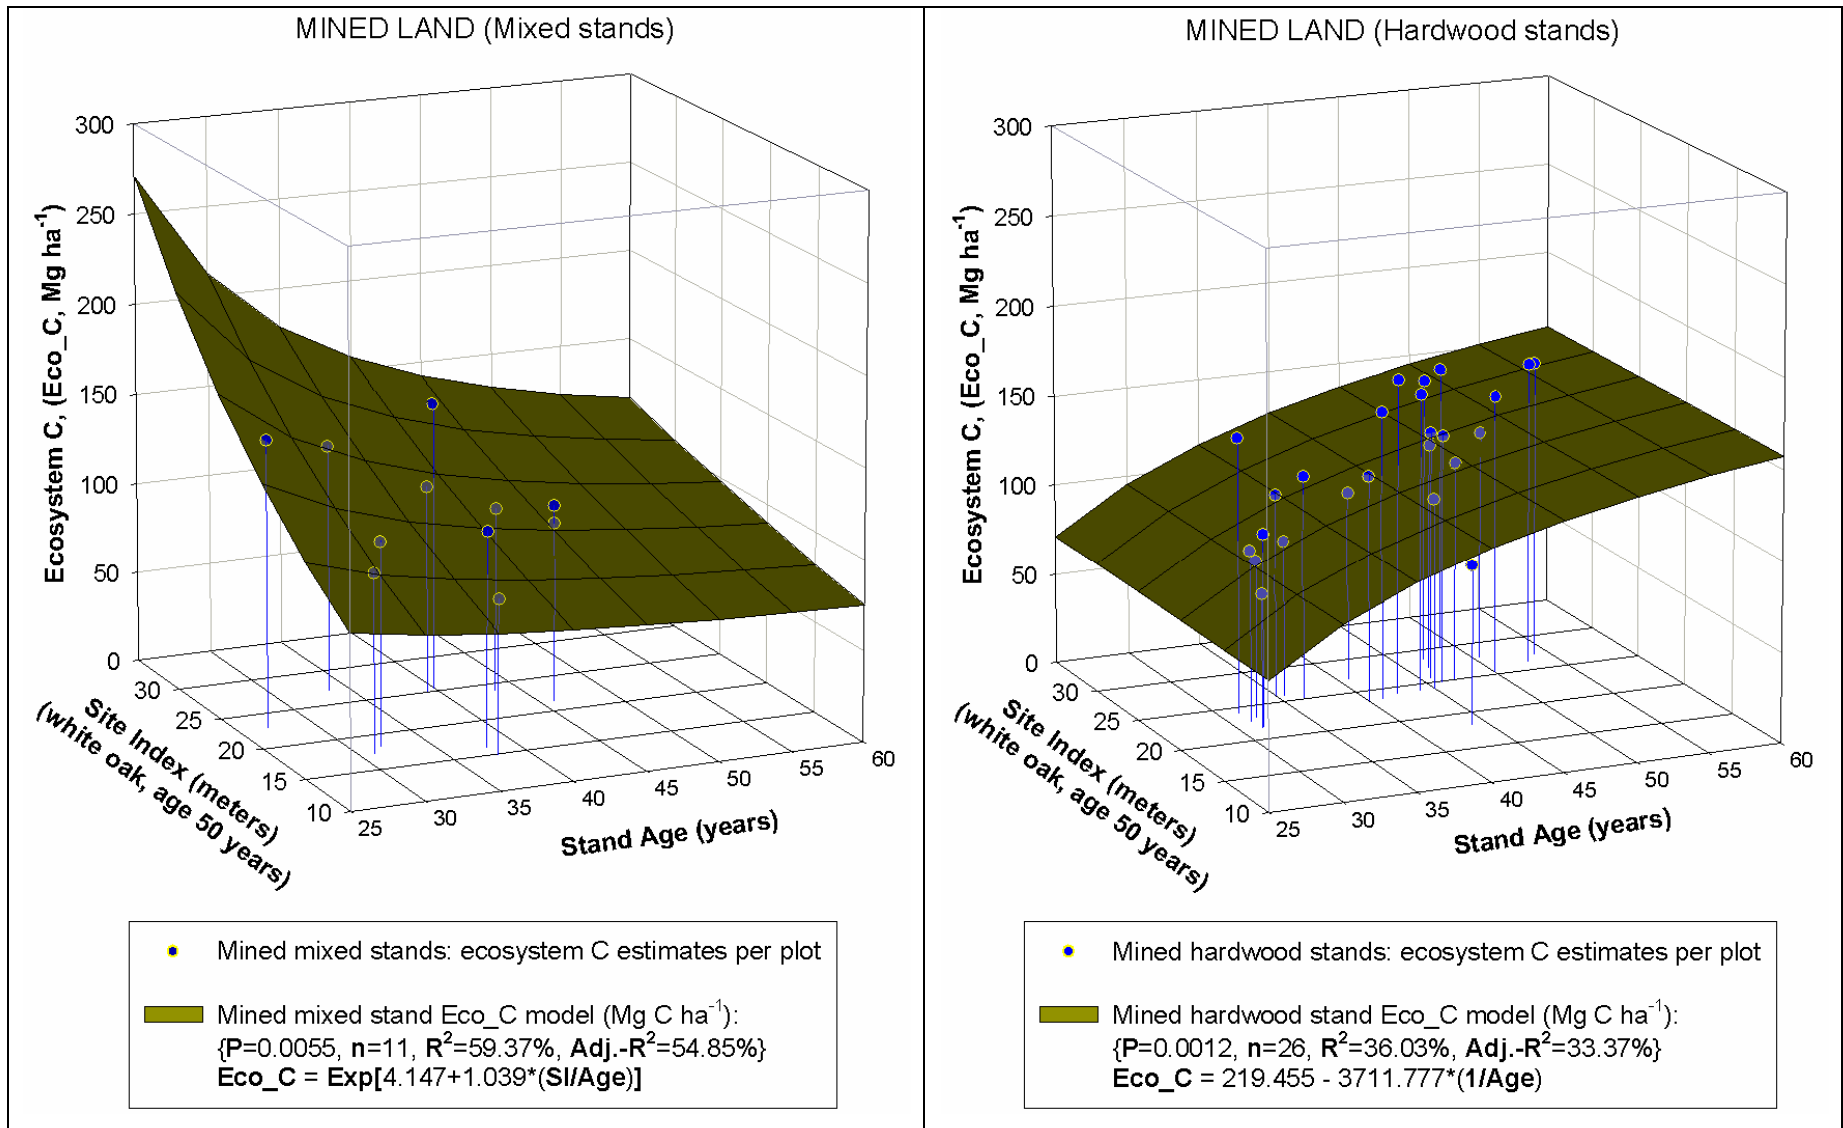 MINED LAND (Mixed stands)
300
250
200
150
100
50
0
Ecosystem C, (Eco_C, Mg ha-1)
30
25
20
15
10
Site Index (meters)
(white oak, age 50 years)
25
30
35
40
45
50
55
60
Stand Age (years)
Mined mixed stands: ecosystem C estimates per plot
Mined mixed stand Eco_C model (Mg C ha-1):
{P=0.0055, n=11, R2=59.37%, Adj.-R2=54.85%}
Eco_C = Exp[4.147+1.039*(SI/Age)]
MINED LAND (Hardwood stands)
300
250
200
150
100
50
0
Ecosystem C, (Eco_C, Mg ha-1)
30
25
20
15
10
Site Index (meters)
(white oak, age 50 years)
25
30
35
40
45
50
55
60
Stand Age (years)
Mined hardwood stands: ecosystem C estimates per plot
Mined hardwood stand Eco_C model (Mg C ha-1):
{P=0.0012, n=26, R2=36.03%, Adj.-R2=33.37%}
Eco_C = 219.455 - 3711.777*(1/Age)